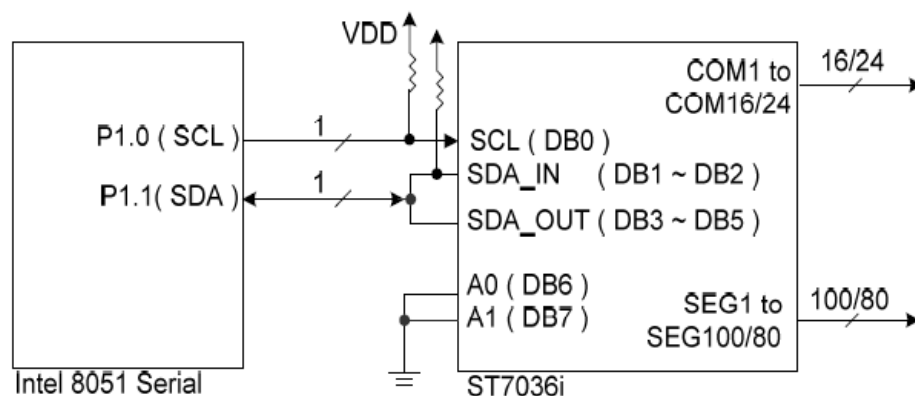 VDD
COM1 to
COM16/24
16/24
P1.0 ( SCL)
1
SCL ( DB0 )
SDA_IN ( DB1 ~ DB2 )
P1.1( SDA )
1
SDA_OUT ( DB3 ~ DB5 )
A0 ( DB6 )
A1 ( DB7 )
SEG1 to
SEG100/80
100/80
Intel 8051 Serial
ST7036i